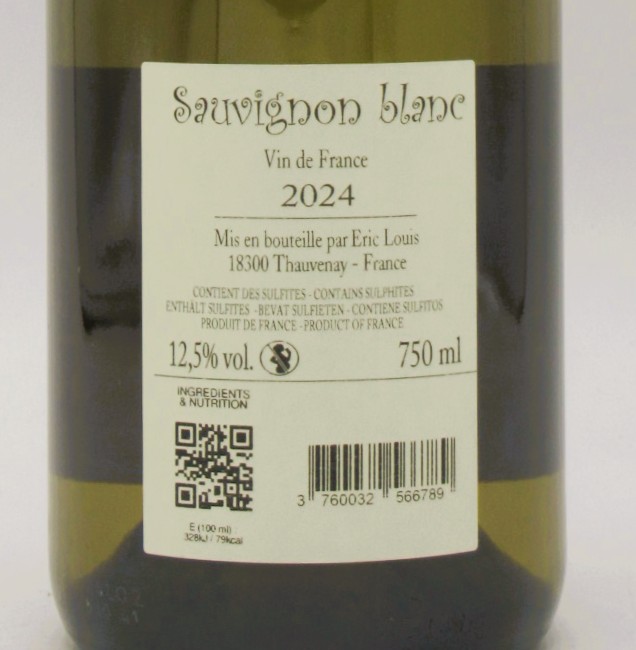 Sauvignon blanc
Vin de France
2024
Mis en bouteille par Eric Louis
18300 Thauvenay - France
CONTIENT DES SULFITES - CONTAINS SULPHITES
ENTHÄLT SULFITES - BEVAT SULFIETEN - CONTIENE SULFITOS
PRODUIT DE FRANCE - PRODUCT OF FRANCE
12,5% vol. 750 ml
INGREDIENTS
& NUTRITION
3 760032 566789
E (100 ml)
328kJ / 79kcal